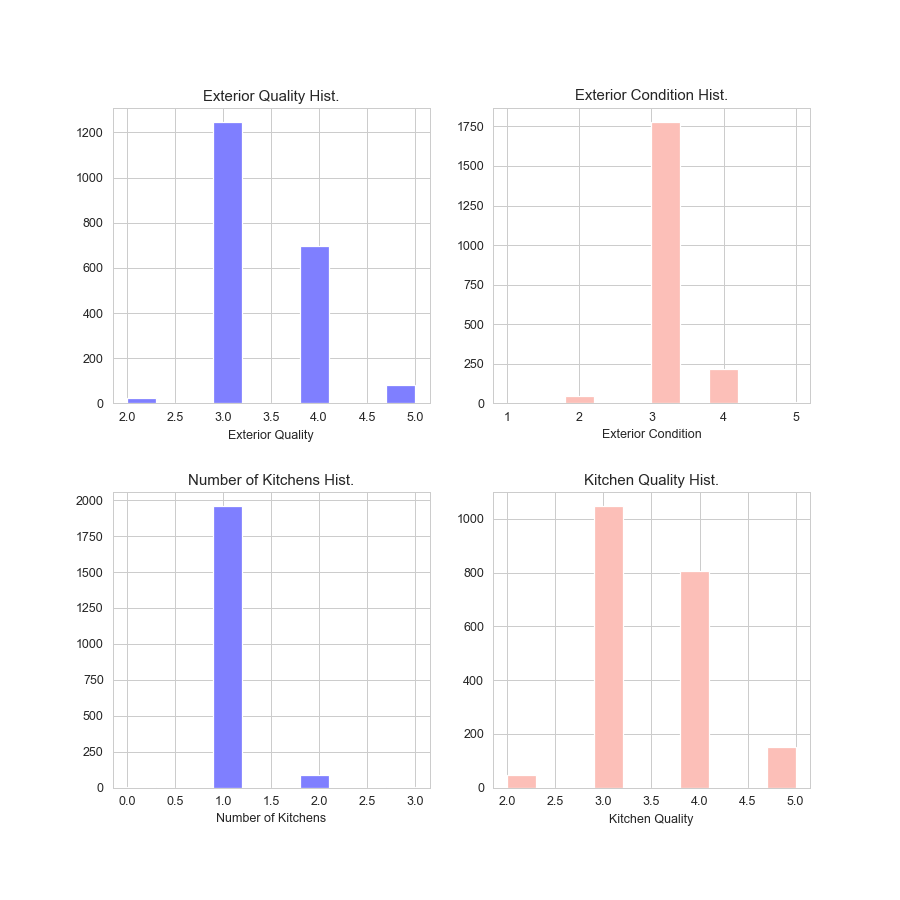 Exterior Quality Hist.
1200
1000
800
600
400
200
0
2.0 2.5 3.0 3.5 4.0 4.5 5.0
Exterior Quality
Exterior Condition Hist.
1750
1500
1250
1000
750
500
250
0
1 2 3 4 5
Exterior Condition
Number of Kitchens Hist.
2000
1750
1500
1250
1000
750
500
250
0
0.0 0.5 1.0 1.5 2.0 2.5 3.0
Number of Kitchens
Kitchen Quality Hist.
1000
800
600
400
200
0
2.0 2.5 3.0 3.5 4.0 4.5 5.0
Kitchen Quality